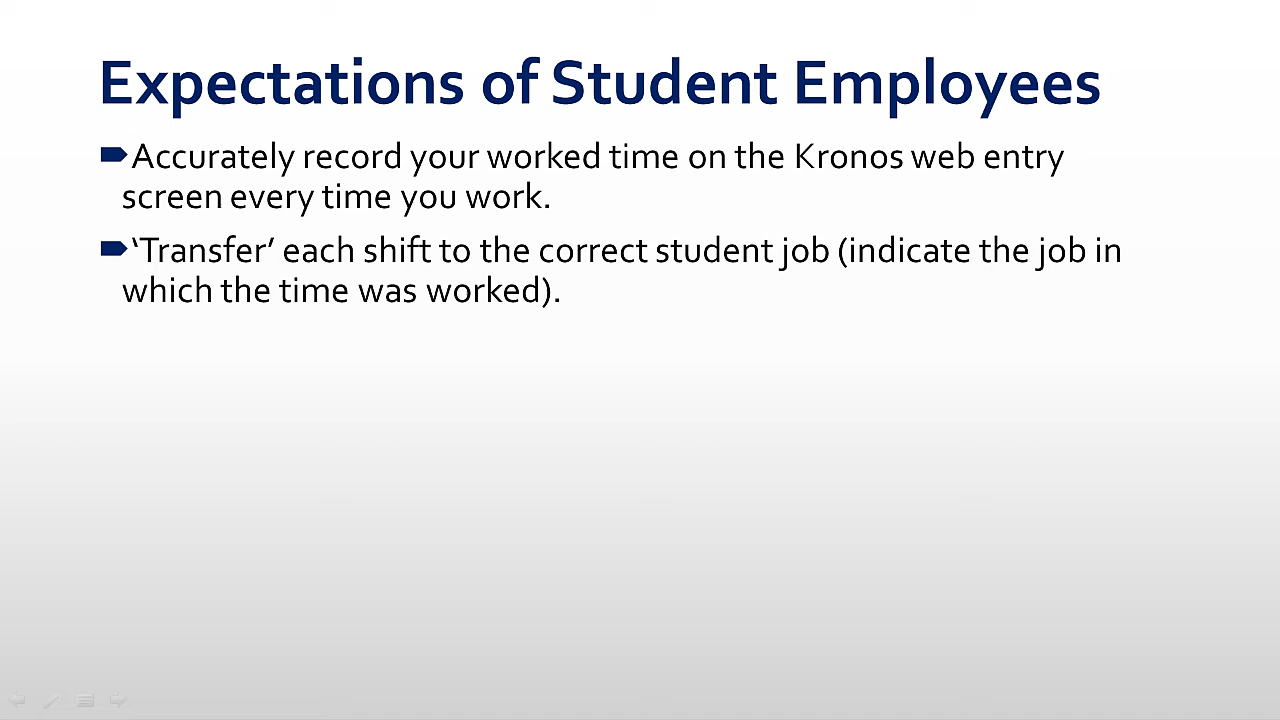 Expectations of Student Employees
Accurately record your worked time on the Kronos web entry
screen every time you work.
‘Transfer’ each shift to the correct student job (indicate the job in
which the time was worked).